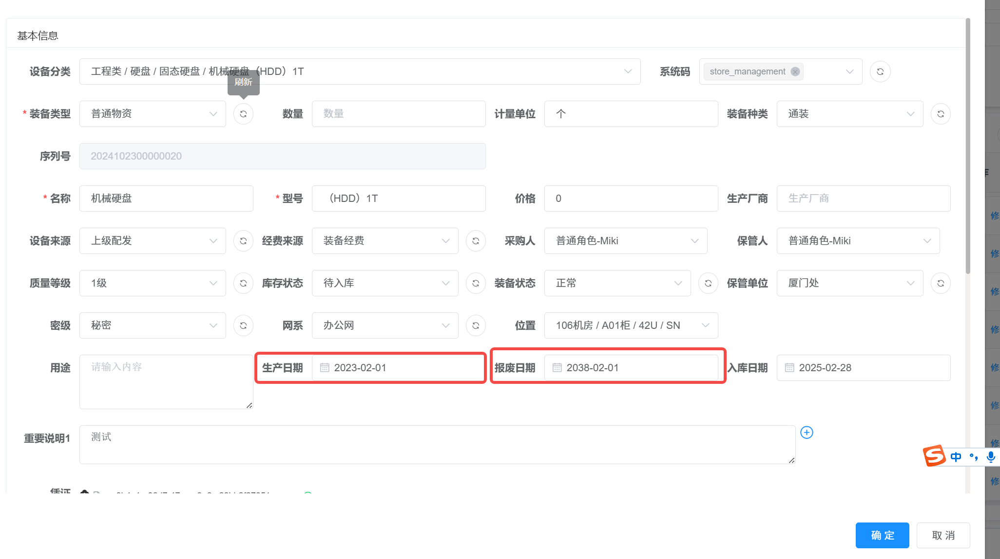 基本信息
设备分类 工程类 / 硬盘 / 固态硬盘 / 机械硬盘（HDD）1T 系统码 store_management
刷新
* 装备类型 普通物资 数量 数量 计量单位 个 装备种类 通装
序列号 2024102300000020
* 名称 机械硬盘 * 型号 （HDD）1T 价格 0 生产厂商 生产厂商
修
设备来源 上级配发 经费来源 装备经费 采购人 普通角色-Miki 保管人 普通角色-Miki
修
质量等级 1级 库存状态 待入库 装备状态 正常 保管单位 厦门处
修
密级 秘密 网系 办公网 位置 106机房 / A01柜 / 42U / SN
修
用途 请输入内容 生产日期 2023-02-01 报废日期 2038-02-01 入库日期 2025-02-28
修
修
重要说明1 测试
修
中
修
凭证
确 定 取 消